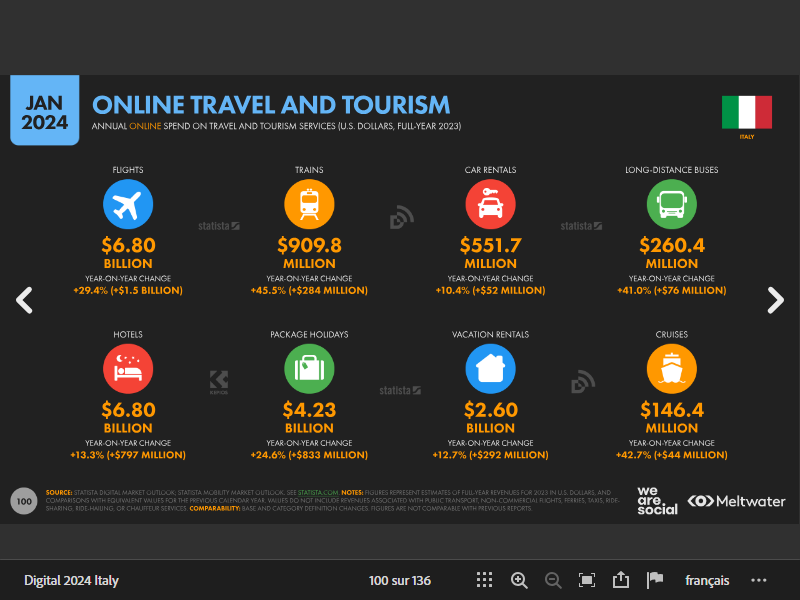 JAN
2024
ONLINE TRAVEL AND TOURISM
ANNUAL ONLINE SPEND ON TRAVEL AND TOURISM SERVICES (U.S. DOLLARS, FULL-YEAR 2023)
ITALY
FLIGHTS
TRAINS
CAR RENTALS
LONG-DISTANCE BUSES
statista
statista
$6.80
$909.8
$551.7
$260.4
BILLION
MILLION
MILLION
MILLION
YEAR-ON-YEAR CHANGE
YEAR-ON-YEAR CHANGE
YEAR-ON-YEAR CHANGE
YEAR-ON-YEAR CHANGE
+29.4% (+$1.5 BILLION)
+45.5% (+$284 MILLION)
+10.4% (+$52 MILLION)
+41.0% (+$76 MILLION)
HOTELS
PACKAGE HOLIDAYS
VACATION RENTALS
CRUISES
KEPIOS
statista
$6.80
$4.23
$2.60
$146.4
BILLION
BILLION
BILLION
MILLION
YEAR-ON-YEAR CHANGE
YEAR-ON-YEAR CHANGE
YEAR-ON-YEAR CHANGE
YEAR-ON-YEAR CHANGE
+13.3% (+$797 MILLION)
+24.6% (+$833 MILLION)
+12.7% (+$292 MILLION)
+42.7% (+$44 MILLION)
100
SOURCE: STATISTA DIGITAL MARKET OUTLOOK; STATISTA MOBILITY MARKET OUTLOOK. SEE STATISTA.COM. NOTES: FIGURES REPRESENT ESTIMATES OF FULL-YEAR REVENUES FOR 2023 IN U.S. DOLLARS, AND
COMPARISONS WITH EQUIVALENT VALUES FOR THE PREVIOUS CALENDAR YEAR. VALUES DO NOT INCLUDE REVENUES ASSOCIATED WITH PUBLIC TRANSPORT, NON-COMMERCIAL FLIGHTS, FERRIES, TAXIS, RIDE-
SHARING, RIDE-HAILING, OR CHAUFFEUR SERVICES. COMPARABILITY: BASE AND CATEGORY DEFINITION CHANGES. FIGURES ARE NOT COMPARABLE WITH PREVIOUS REPORTS.
we
are.
social
Meltwater
Digital 2024 Italy
100 sur 136
français